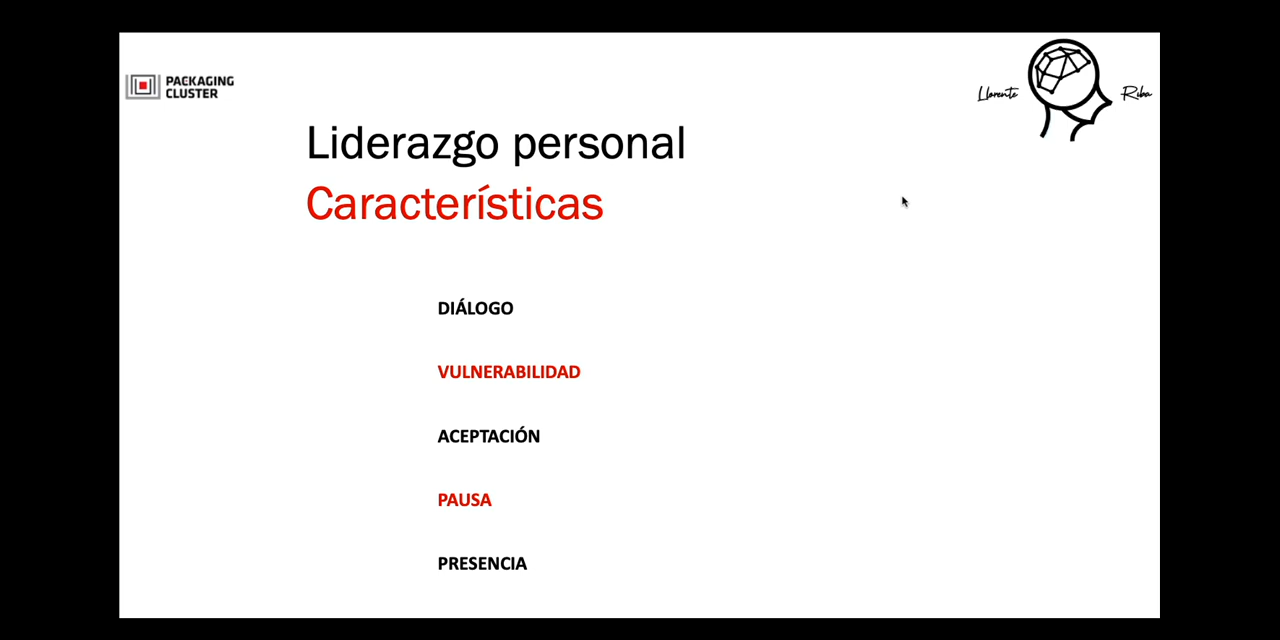 PACKAGING
CLUSTER
Llorente
Riba
Liderazgo personal
Características
DIÁLOGO
VULNERABILIDAD
ACEPTACIÓN
PAUSA
PRESENCIA